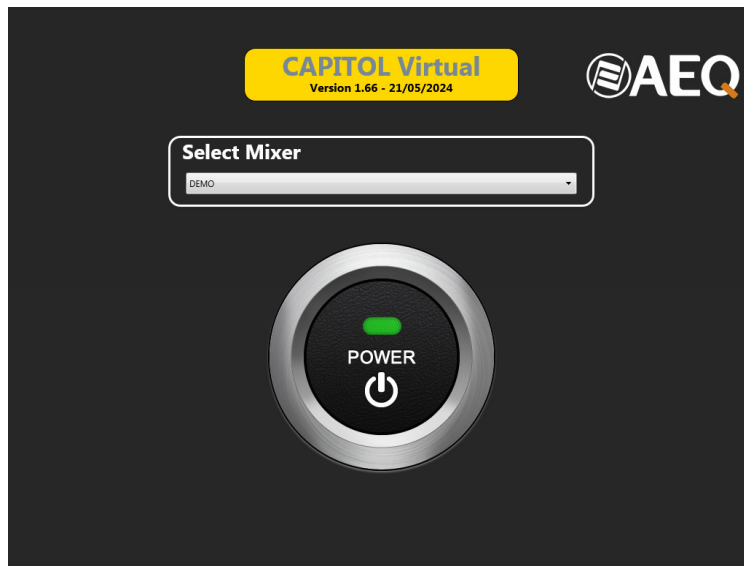 CAPITOL Virtual
Version 1.66 - 21/05/2024
AEQ
Select Mixer
DEMO
POWER